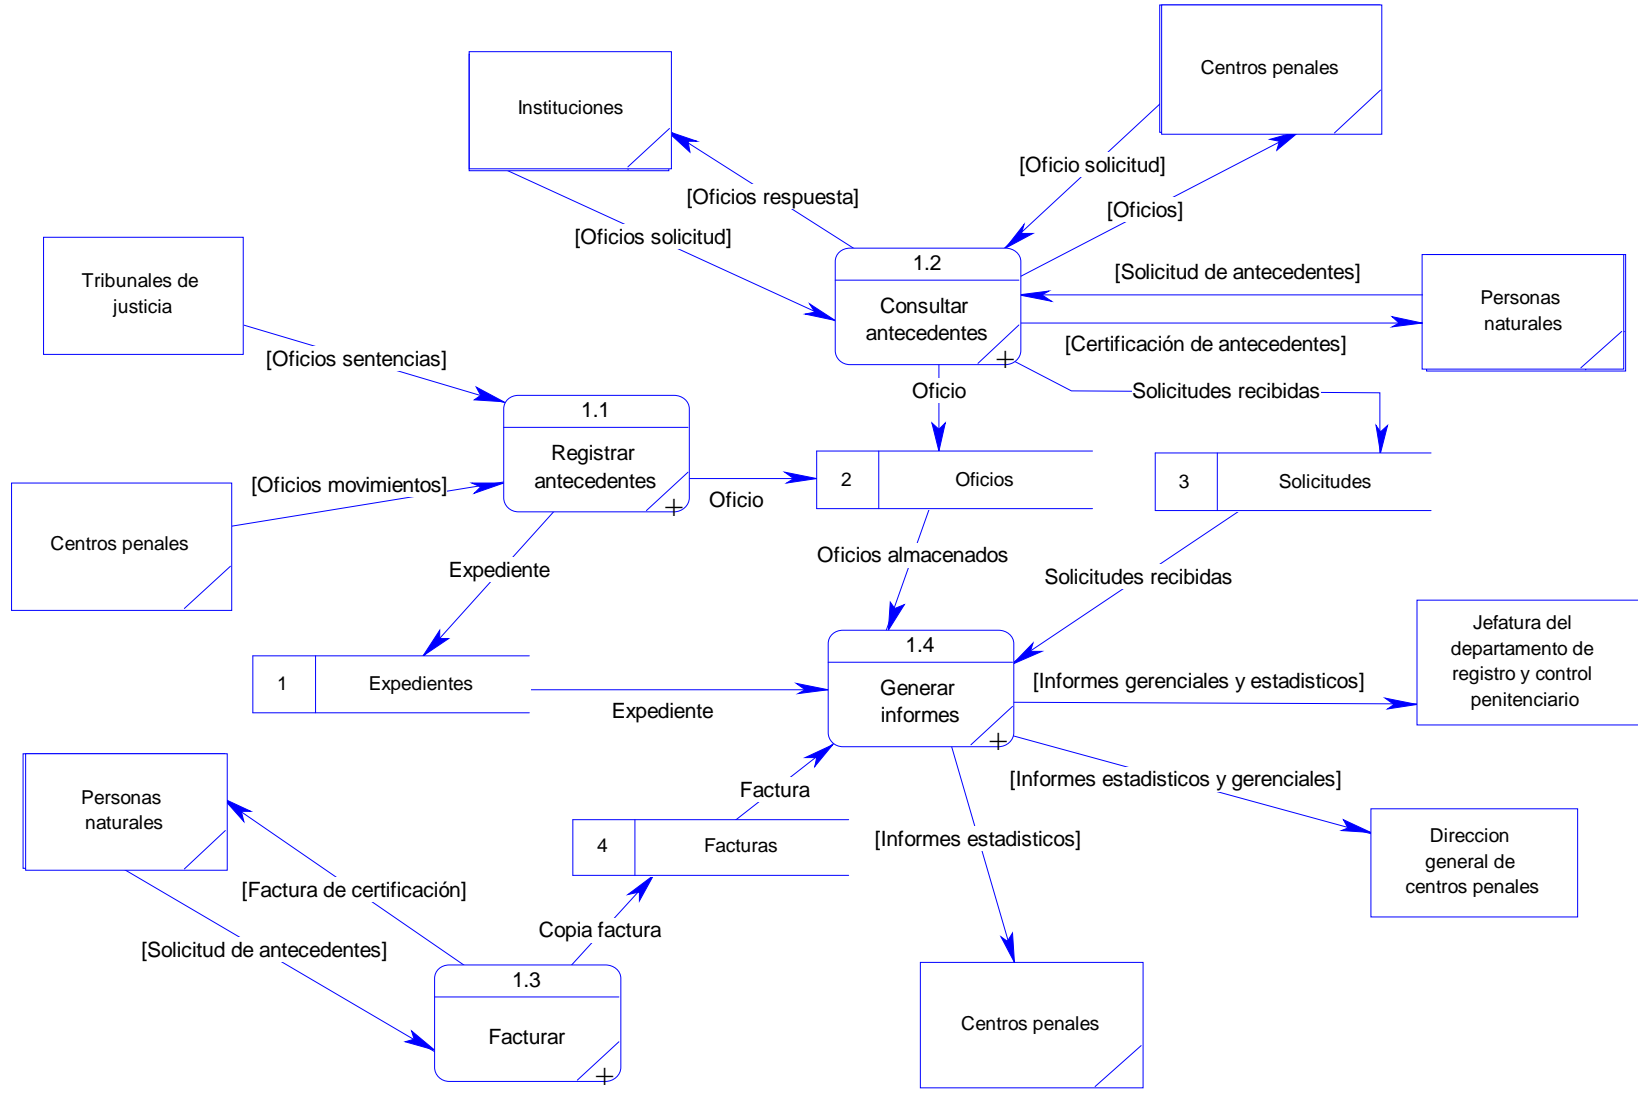 Centros penales
Instituciones
[Oficio solicitud]
[Oficios respuesta]
[Oficios]
[Oficios solicitud]
1.2
Consultar
antecedentes
[Solicitud de antecedentes]
Personas
naturales
[Certificación de antecedentes]
Tribunales de
justicia
[Oficios sentencias]
Oficio
Solicitudes recibidas
1.1
Registrar
antecedentes
[Oficios movimientos]
Oficio
2
Oficios
3
Solicitudes
Centros penales
Expediente
Oficios almacenados
Solicitudes recibidas
1
Expedientes
Expediente
1.4
Generar
informes
[Informes gerenciales y estadisticos]
Jefatura del
departamento de
registro y control
penitenciario
[Informes estadisticos y gerenciales]
Direccion
general de
centros penales
Personas
naturales
Factura
4
Facturas
[Informes estadisticos]
[Factura de certificación]
Copia factura
[Solicitud de antecedentes]
1.3
Facturar
Centros penales